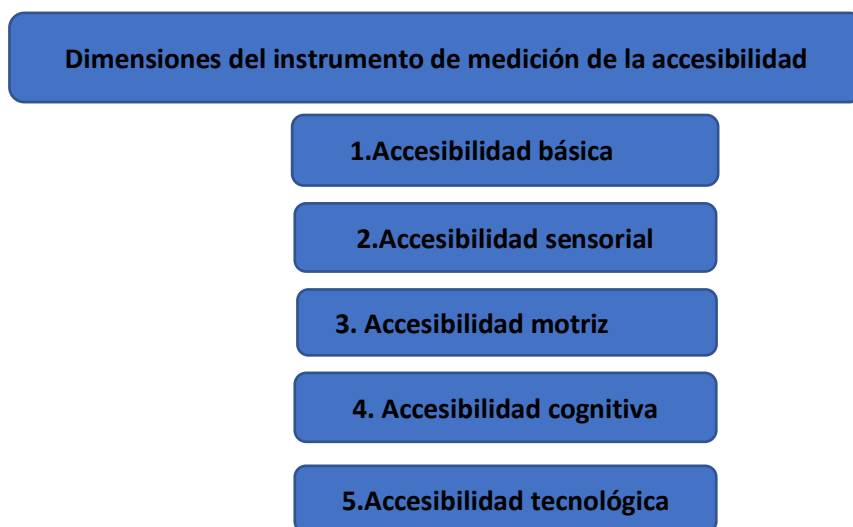 Dimensiones del instrumento de medición de la accesibilidad
1.Accesibilidad básica
2.Accesibilidad sensorial
3. Accesibilidad motriz
4. Accesibilidad cognitiva
5.Accesibilidad tecnológica